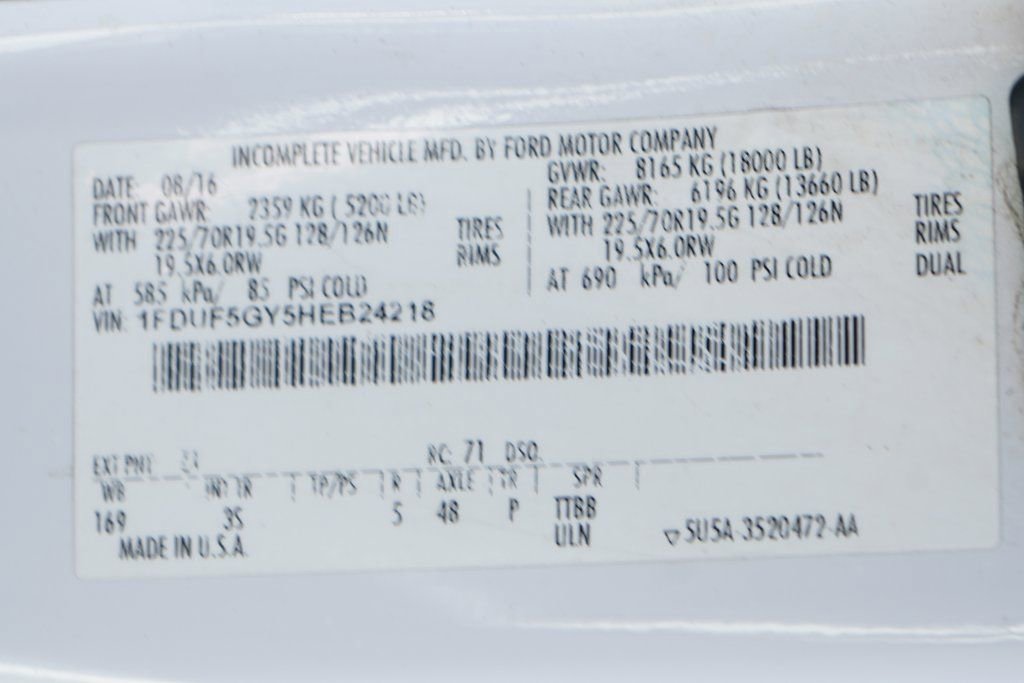 INCOMPLETE VEHICLE MFD. BY FORD MOTOR COMPANY
DATE: 08/16 GVWR: 8165 KG (18000 LB)
FRONT GAWR: 2359 KG ( 5200 LB) REAR GAWR: 6196 KG (13660 LB)
WITH 225/70R19.5G 128/126N TIRES WITH 225/70R19.5G 128/126N TIRES
19.5X6.0RW RIMS 19.5X6.0RW RIMS
AT 585 kPa/ 85 PSI COLD AT 690 kPa/ 100 PSI COLD DUAL
VIN: 1FDUF5GY5HEB24218
EXT PNT: RC: 71 DSO:
WB INT TR TP/PS R AXLE TR SPR
169 3S 5 48 P TTBB
ULN
MADE IN U.S.A. ▽5U5A-3520472-AA